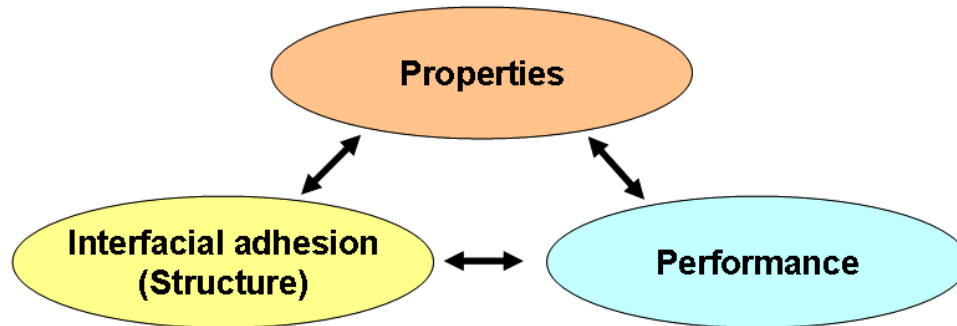 Properties
Interfacial adhesion
(Structure)
Performance